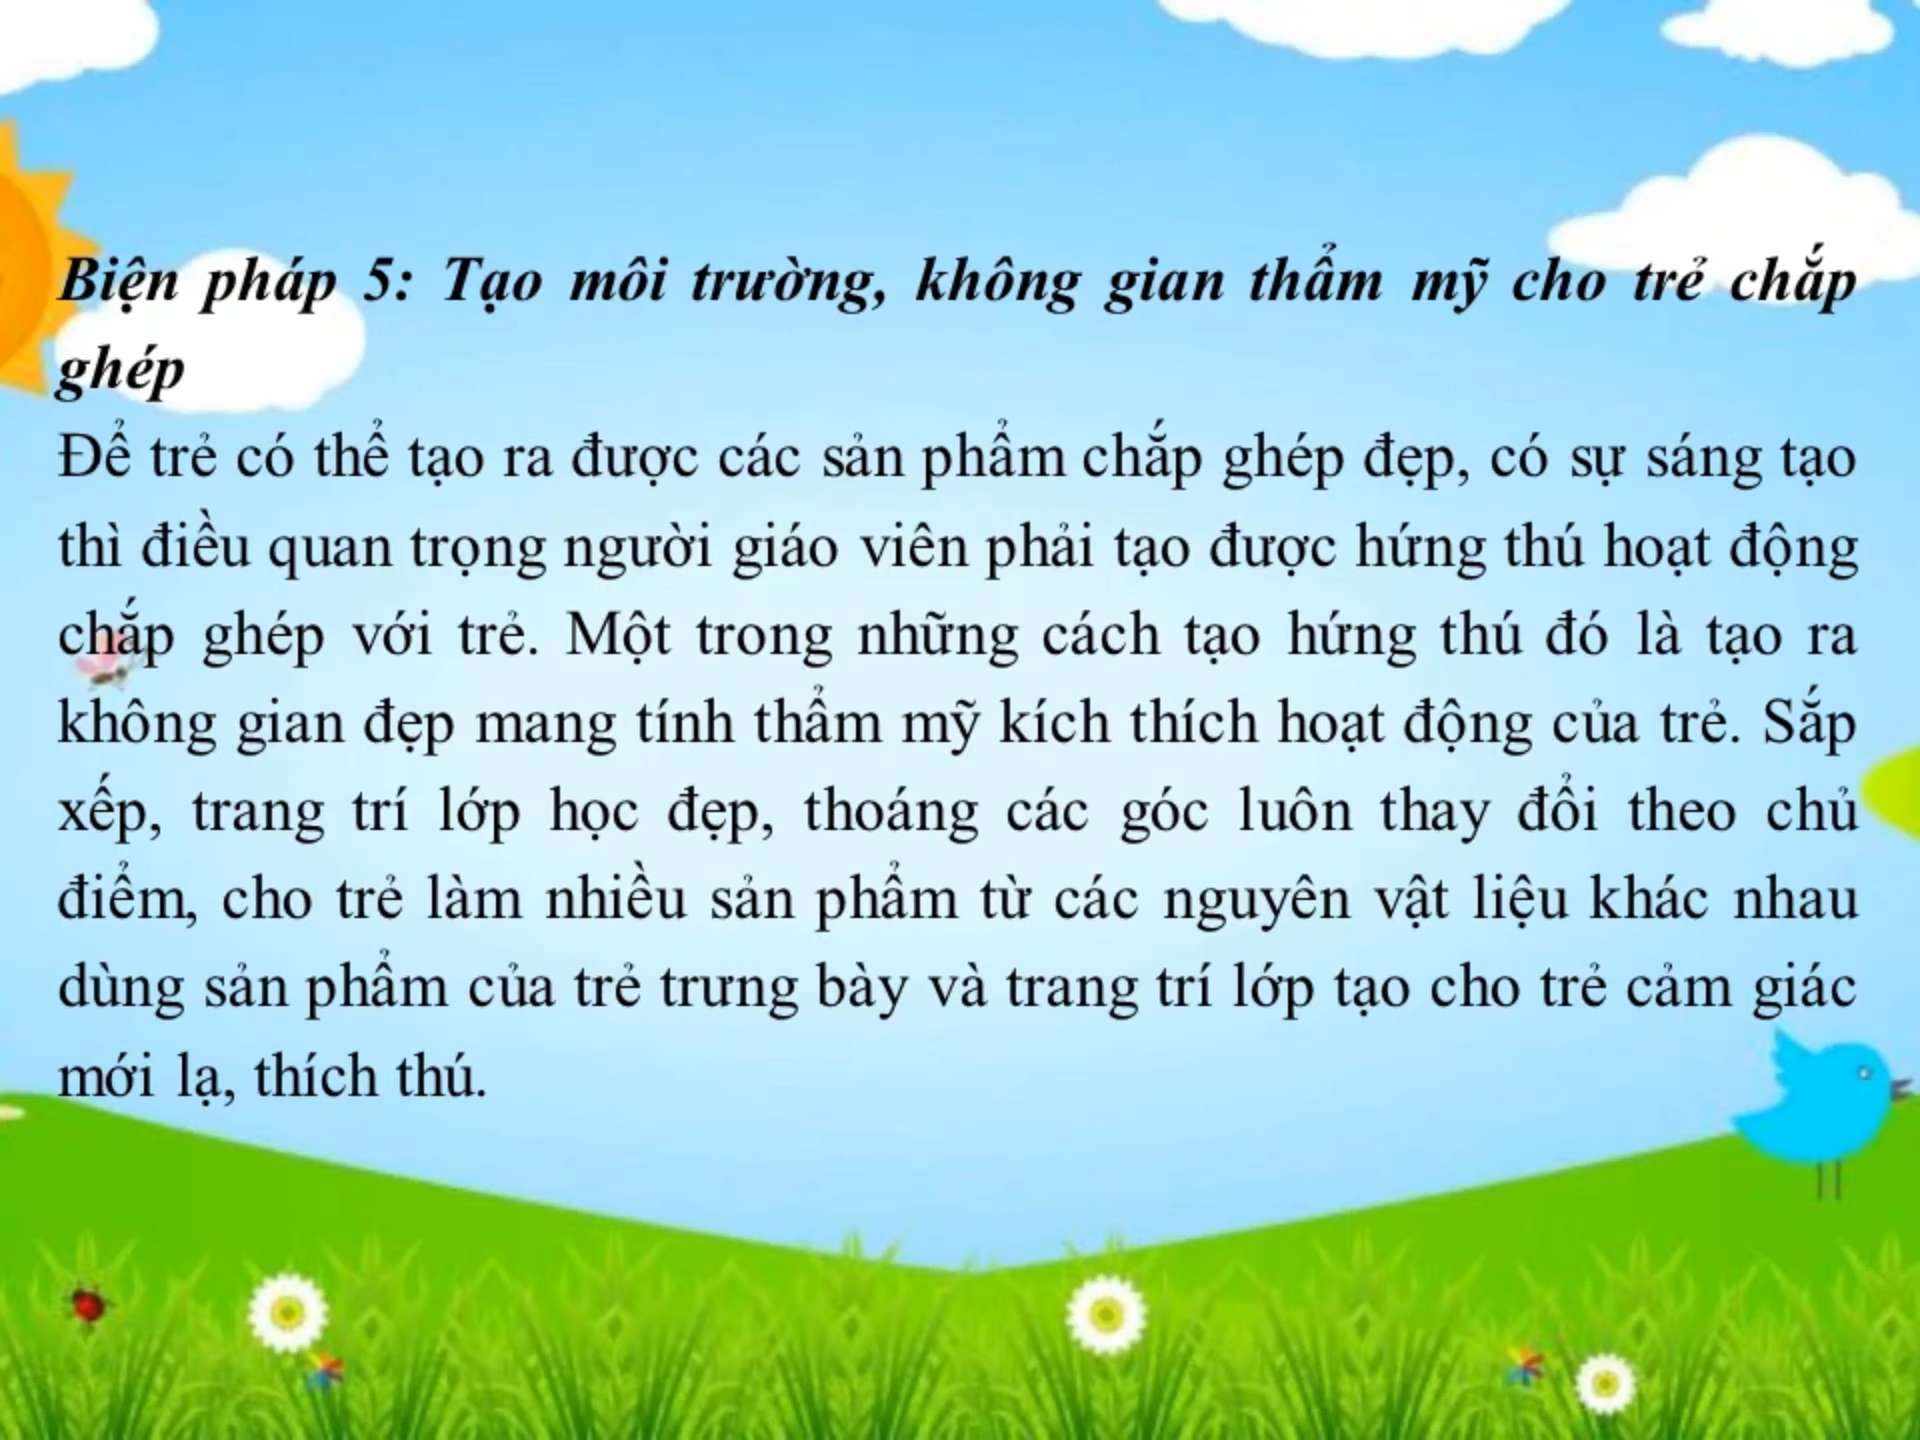 Biện pháp 5: Tạo môi trường, không gian thẩm mỹ cho trẻ chắp
ghép
Để trẻ có thể tạo ra được các sản phẩm chắp ghép đẹp, có sự sáng tạo
thì điều quan trọng người giáo viên phải tạo được hứng thú hoạt động
chắp ghép với trẻ. Một trong những cách tạo hứng thú đó là tạo ra
không gian đẹp mang tính thẩm mỹ kích thích hoạt động của trẻ. Sắp
xếp, trang trí lớp học đẹp, thoáng các góc luôn thay đổi theo chủ
điểm, cho trẻ làm nhiều sản phẩm từ các nguyên vật liệu khác nhau
dùng sản phẩm của trẻ trưng bày và trang trí lớp tạo cho trẻ cảm giác
mới lạ, thích thú.